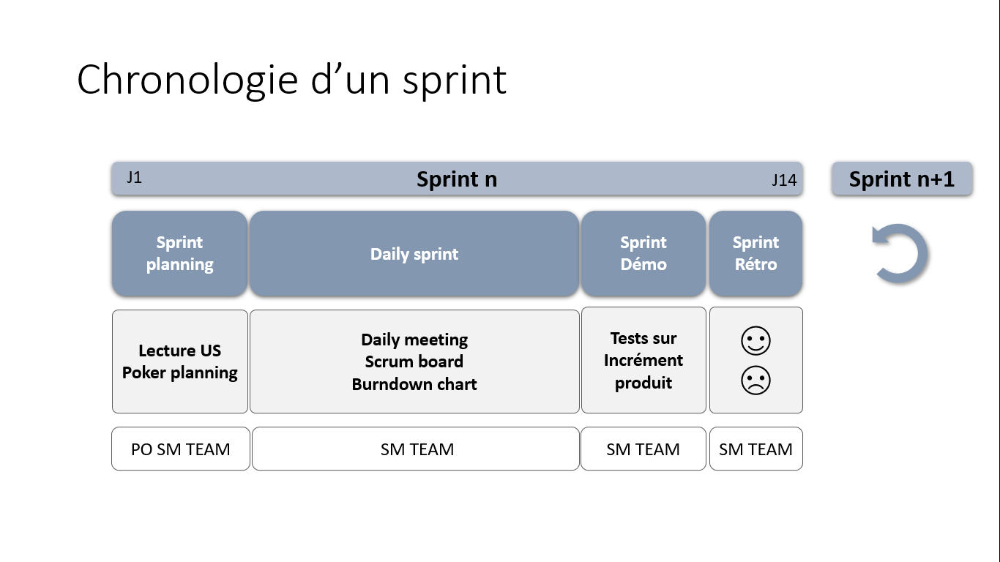 Chronologie d’un sprint
J1
Sprint n
J14
Sprint n+1
Sprint
planning
Daily sprint
Sprint
Démo
Sprint
Rétro
Lecture US
Poker planning
Daily meeting
Scrum board
Burndown chart
Tests sur
Incrément
produit
PO SM TEAM
SM TEAM
SM TEAM
SM TEAM